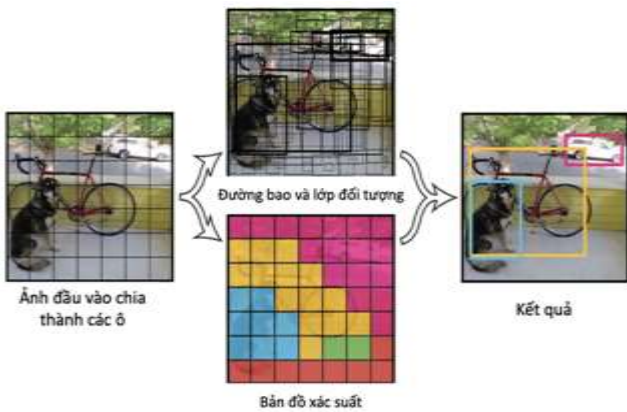 Đường bao và lớp đối tượng
Ảnh đầu vào chia
thành các ô
Kết quả
Bản đồ xác suất